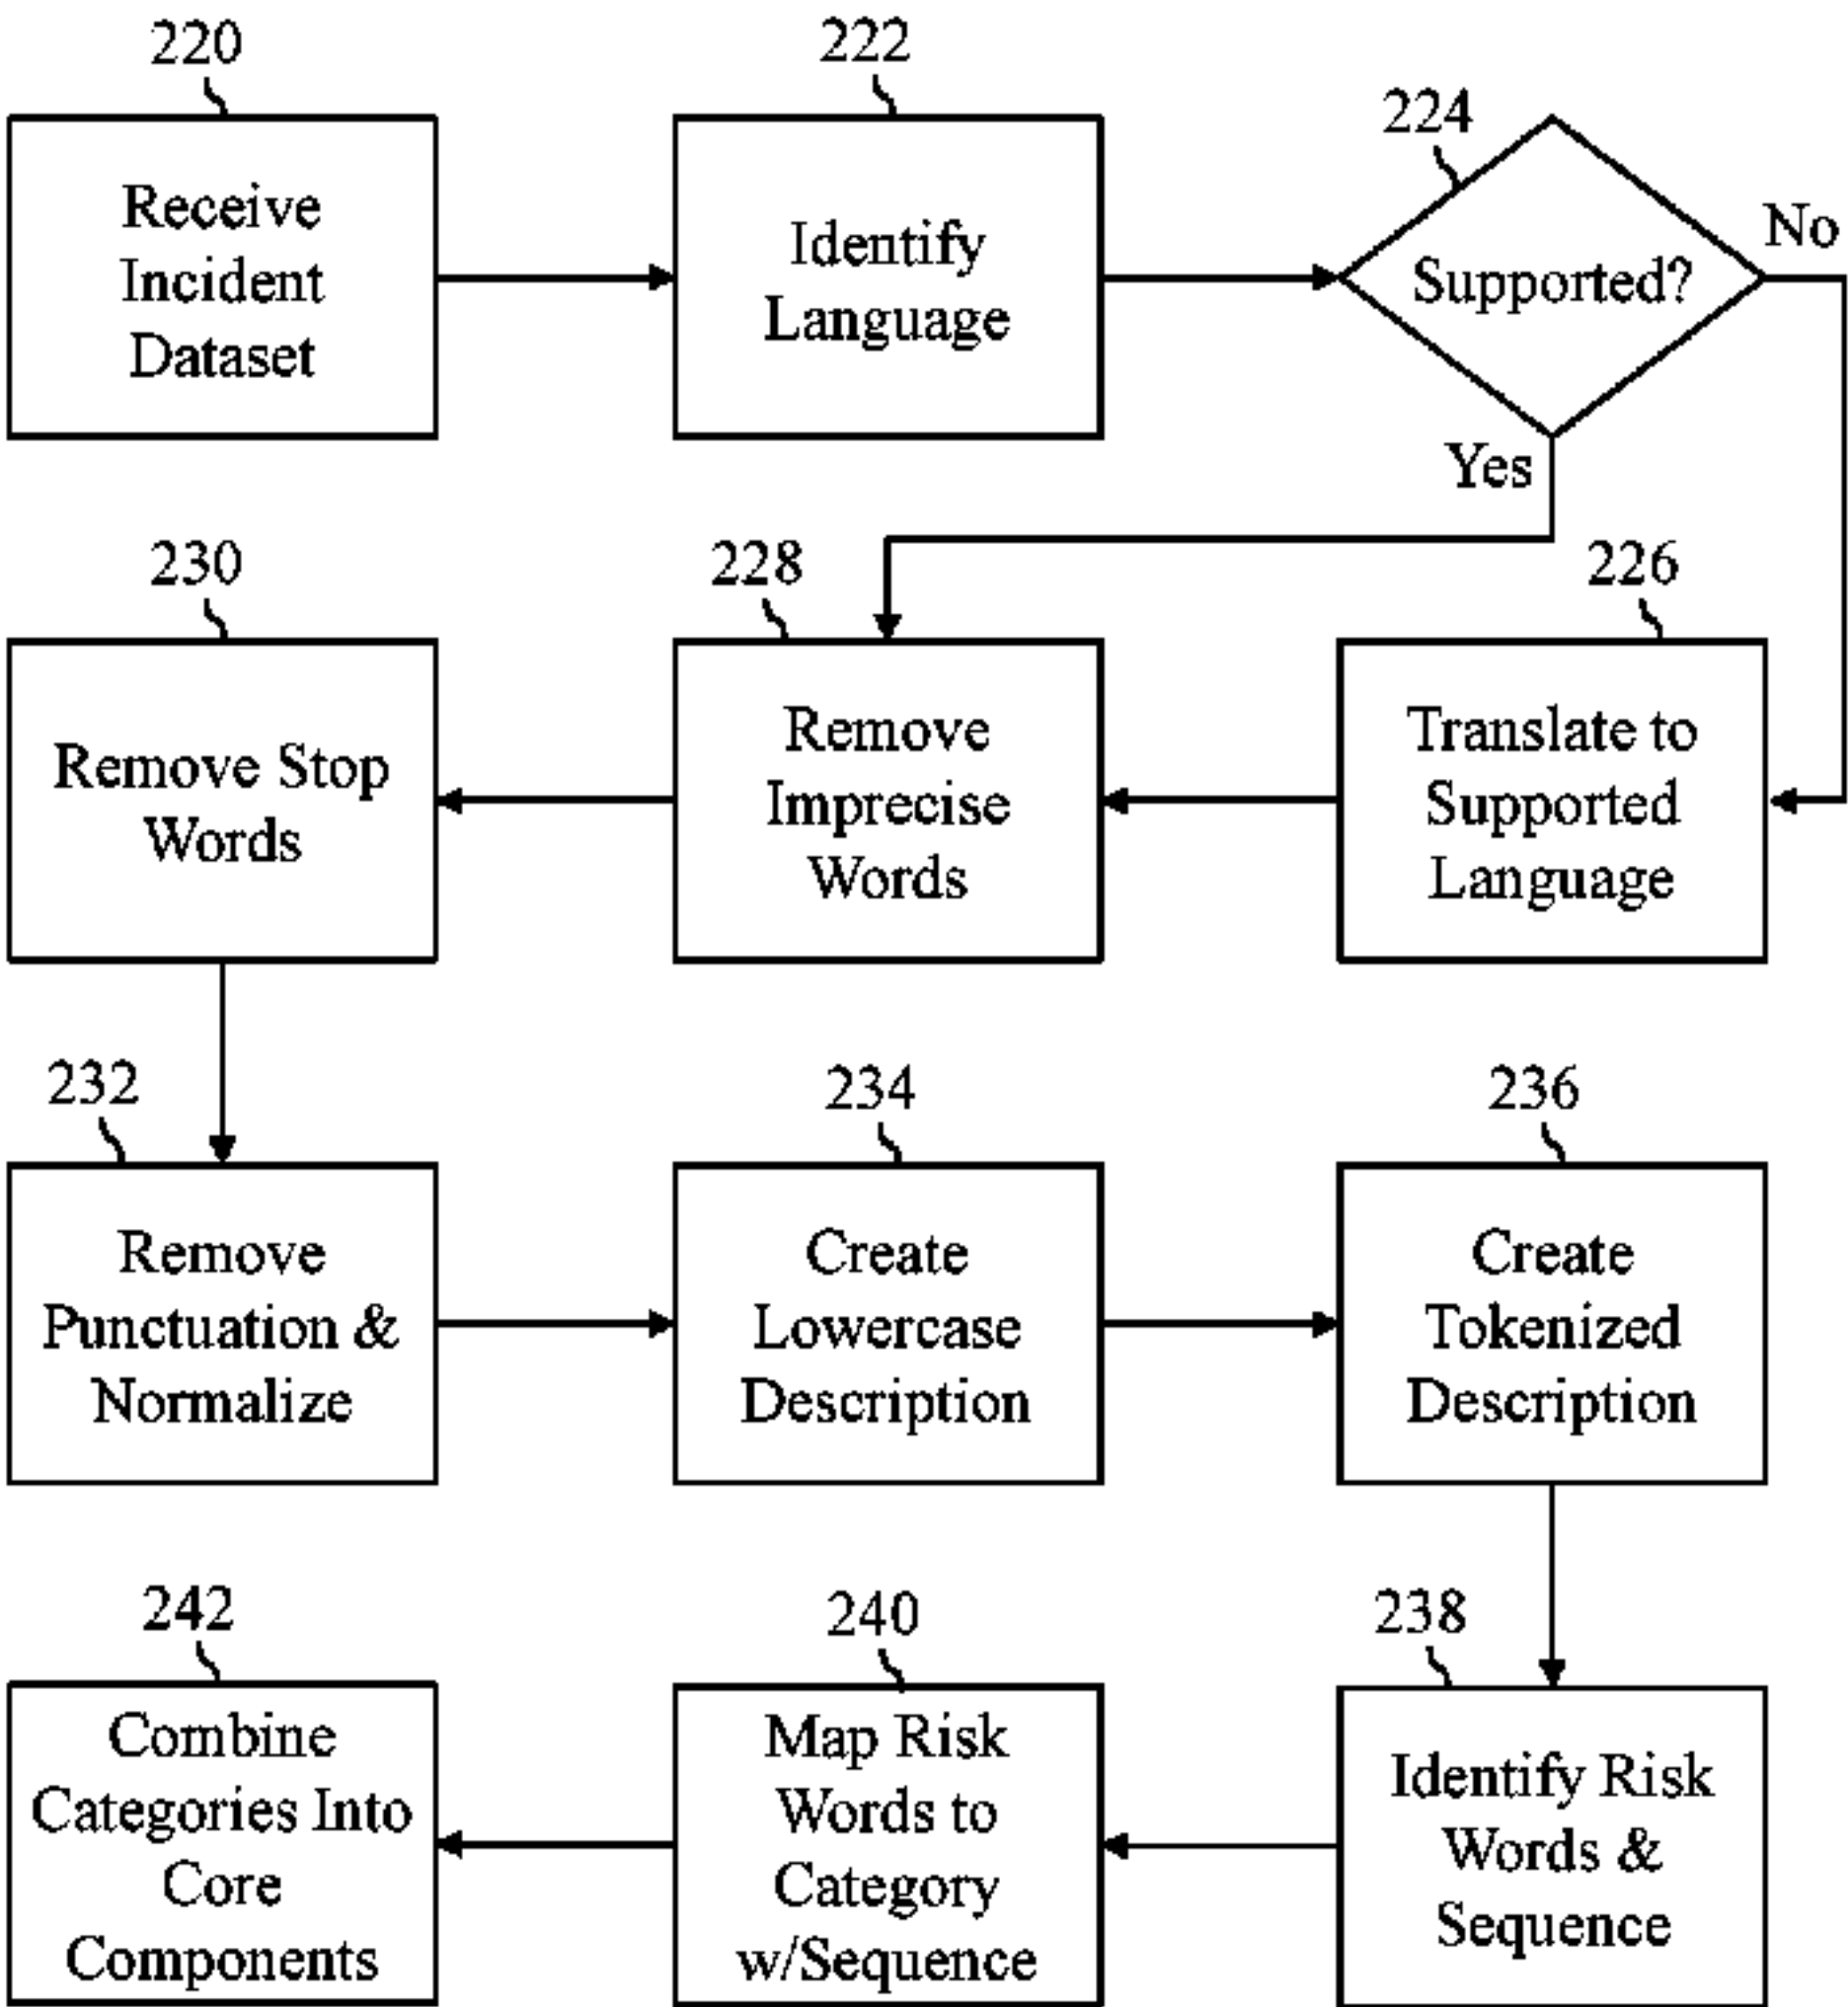 220
Receive
Incident
Dataset
222
Identify
Language
224
Supported?
No
Yes
226
Translate to
Supported
Language
228
Remove
Imprecise
Words
230
Remove Stop
Words
232
Remove
Punctuation &
Normalize
234
Create
Lowercase
Description
236
Create
Tokenized
Description
238
Identify Risk
Words &
Sequence
240
Map Risk
Words to
Category
w/Sequence
242
Combine
Categories Into
Core
Components